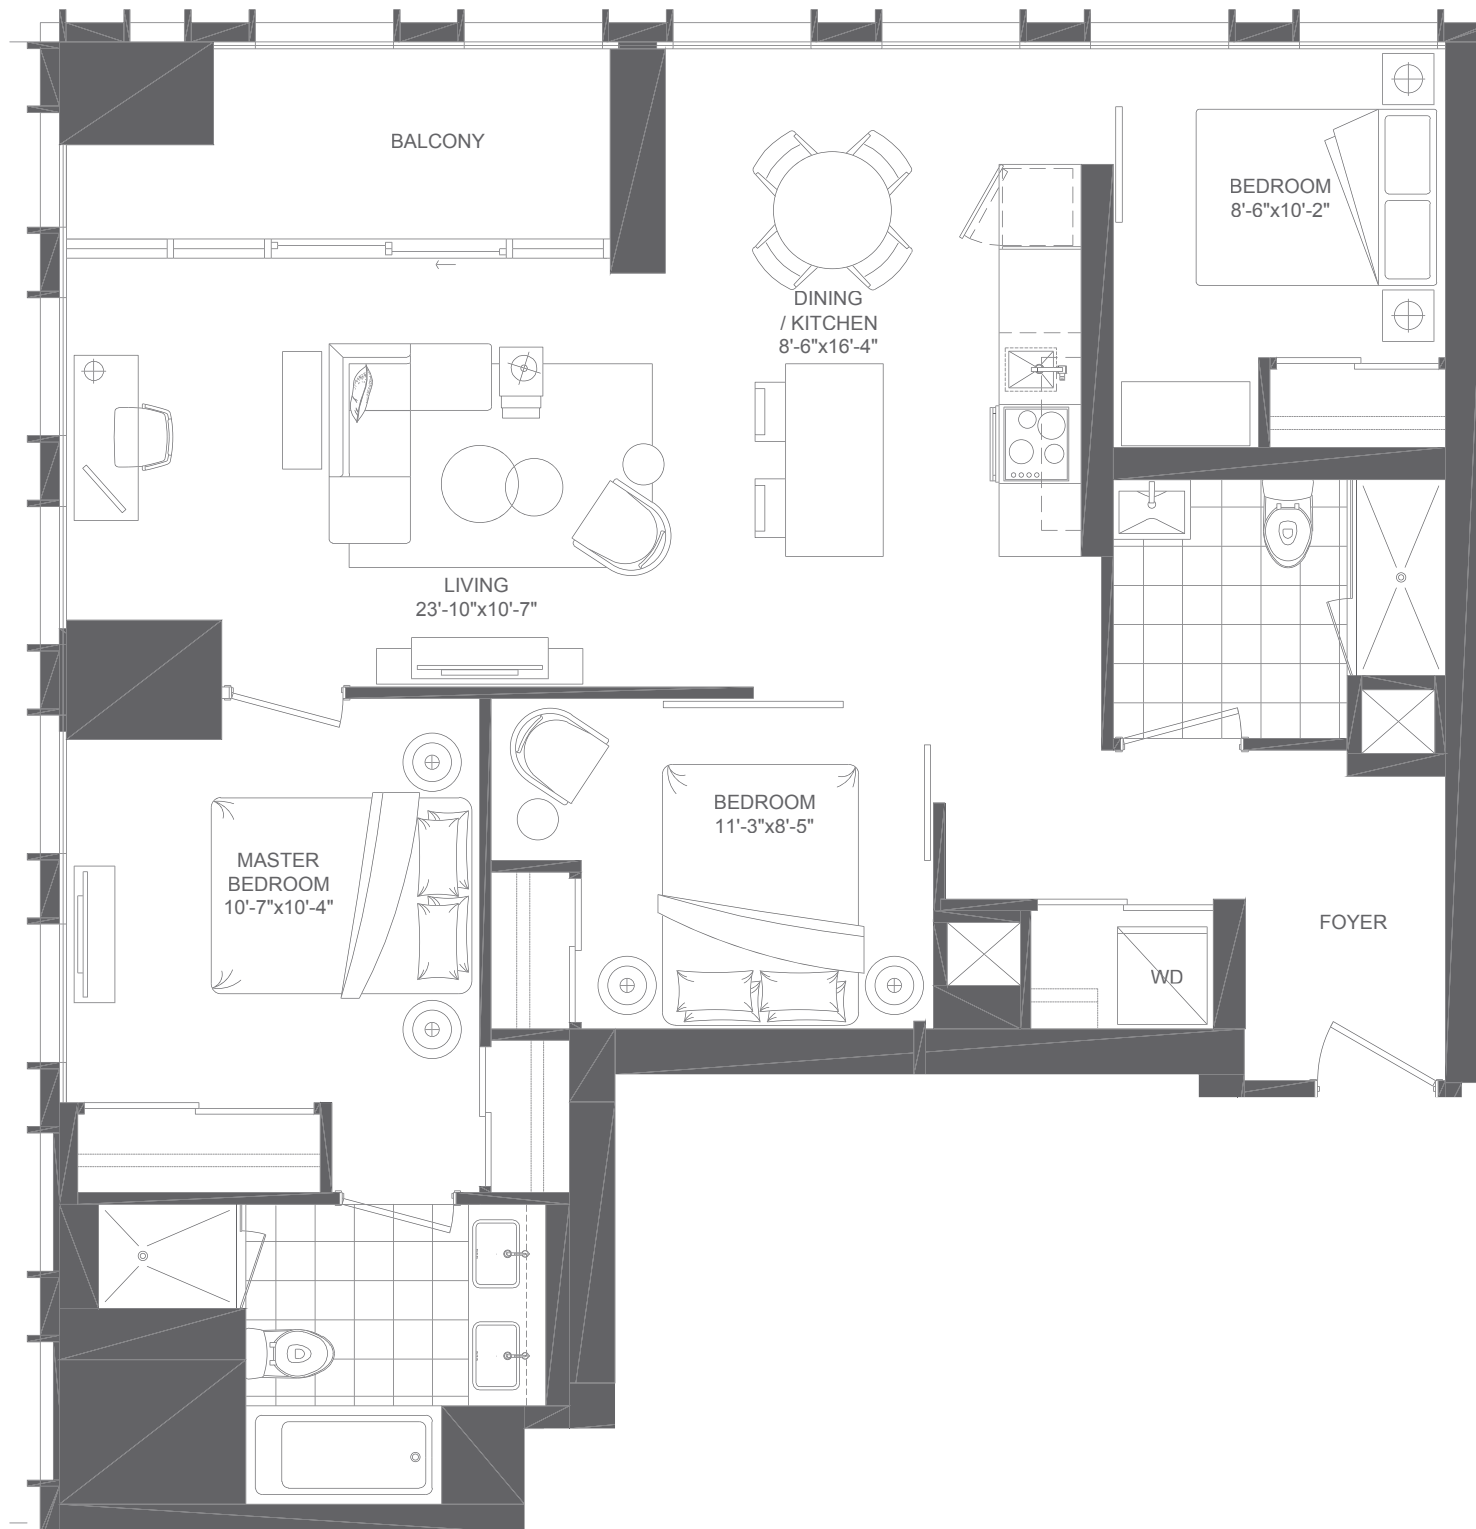 BALCONY
BEDROOM
8'-6"x10'-2"
DINING
/ KITCHEN
8'-6"x16'-4"
LIVING
23'-10"x10'-7"
BEDROOM
11'-3"x8'-5"
MASTER
BEDROOM
10'-7"x10'-4"
FOYER
WD